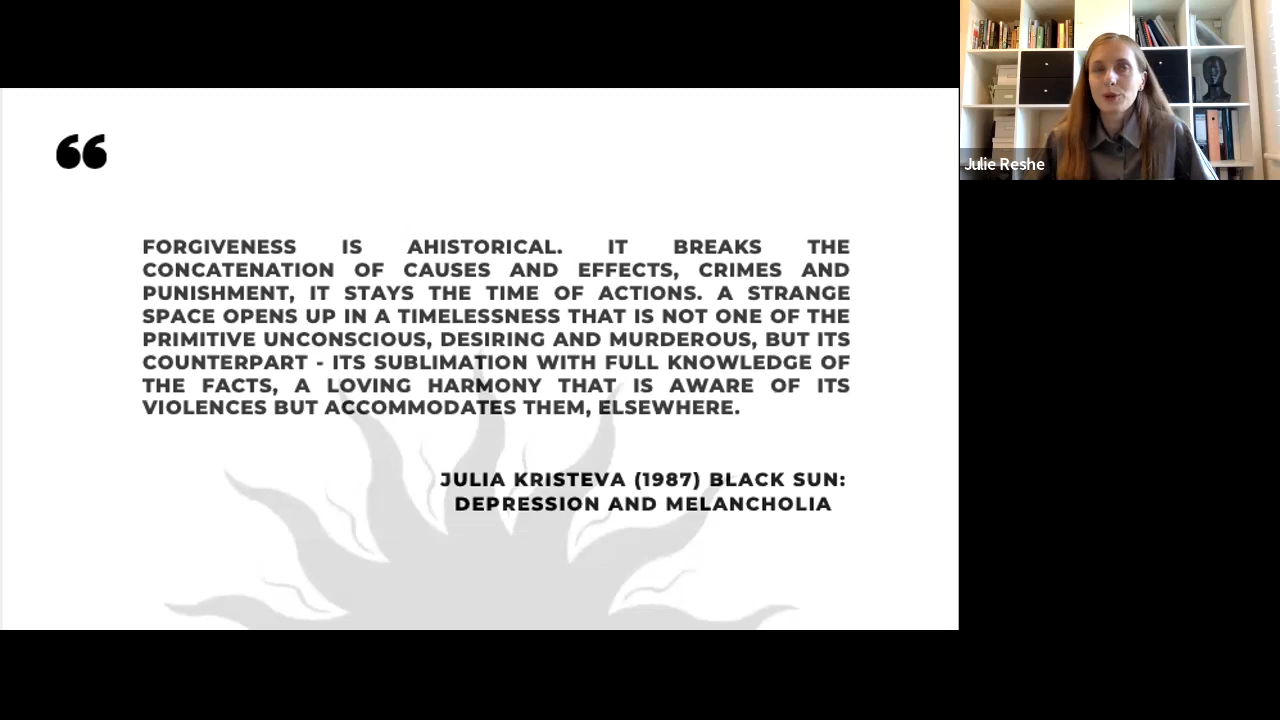 ❝
FORGIVENESS IS AHISTORICAL. IT BREAKS THE
CONCATENATION OF CAUSES AND EFFECTS, CRIMES AND
PUNISHMENT, IT STAYS THE TIME OF ACTIONS. A STRANGE
SPACE OPENS UP IN A TIMELESSNESS THAT IS NOT ONE OF THE
PRIMITIVE UNCONSCIOUS, DESIRING AND MURDEROUS, BUT ITS
COUNTERPART - ITS SUBLIMATION WITH FULL KNOWLEDGE OF
THE FACTS, A LOVING HARMONY THAT IS AWARE OF ITS
VIOLENCES BUT ACCOMMODATES THEM, ELSEWHERE.
JULIA KRISTEVA (1987) BLACK SUN:
DEPRESSION AND MELANCHOLIA
Julie Reshe